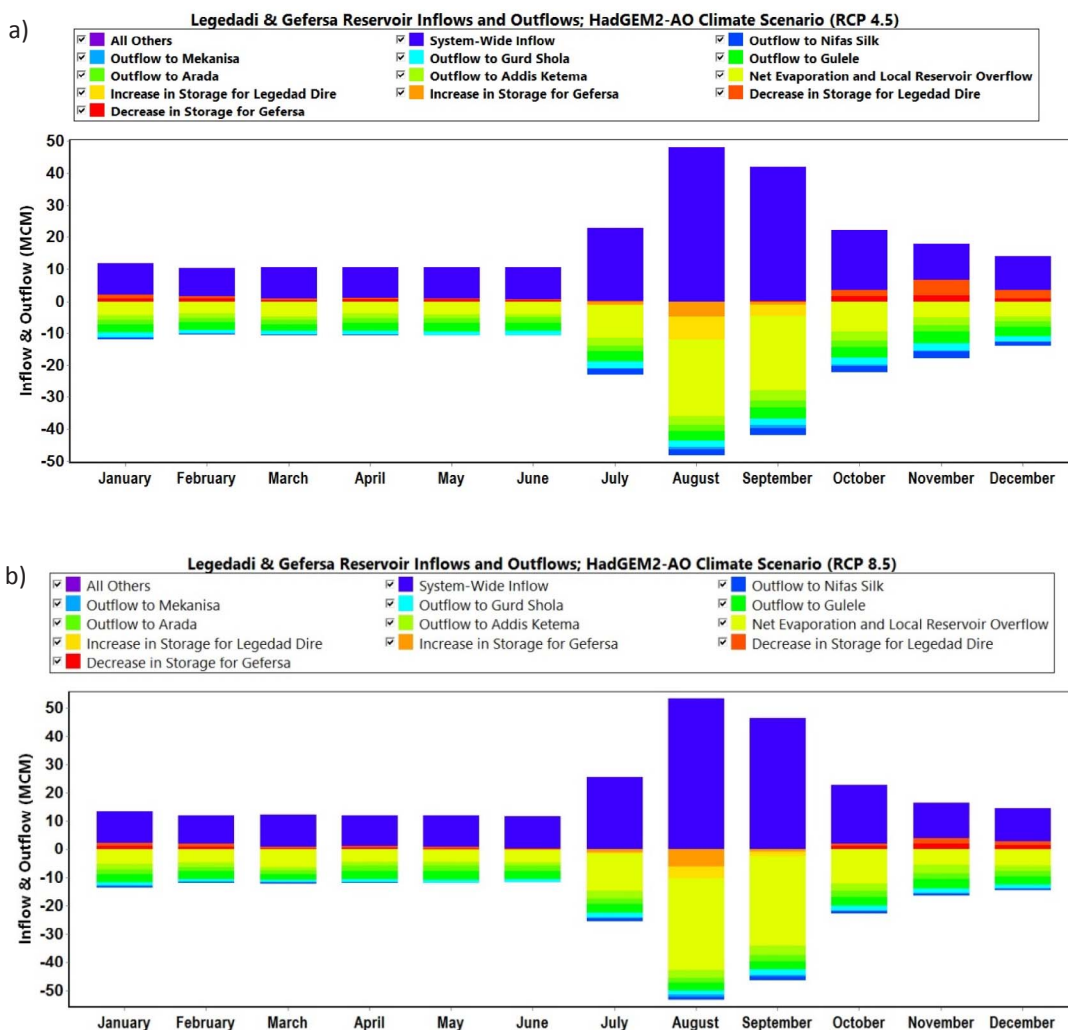 a)
Legedadi & Gefersa Reservoir Inflows and Outflows; HadGEM2-AO Climate Scenario (RCP 4.5)
All Others System-Wide Inflow Outflow to Nifas Silk
Outflow to Mekanisa Outflow to Gurd Shola Outflow to Gulele
Outflow to Arada Outflow to Addis Ketema Net Evaporation and Local Reservoir Overflow
Increase in Storage for Legedad Dire Increase in Storage for Gefersa Decrease in Storage for Legedad Dire
Decrease in Storage for Gefersa
Inflow & Outflow (MCM)
50
40
30
20
10
0
-10
-20
-30
-40
-50
January February March April May June July August September October November December
b)
Legedadi & Gefersa Reservoir Inflows and Outflows; HadGEM2-AO Climate Scenario (RCP 8.5)
All Others System-Wide Inflow Outflow to Nifas Silk
Outflow to Mekanisa Outflow to Gurd Shola Outflow to Gulele
Outflow to Arada Outflow to Addis Ketema Net Evaporation and Local Reservoir Overflow
Increase in Storage for Legedad Dire Increase in Storage for Gefersa Decrease in Storage for Legedad Dire
Decrease in Storage for Gefersa
Inflow & Outflow (MCM)
50
40
30
20
10
0
-10
-20
-30
-40
-50
January February March April May June July August September October November December